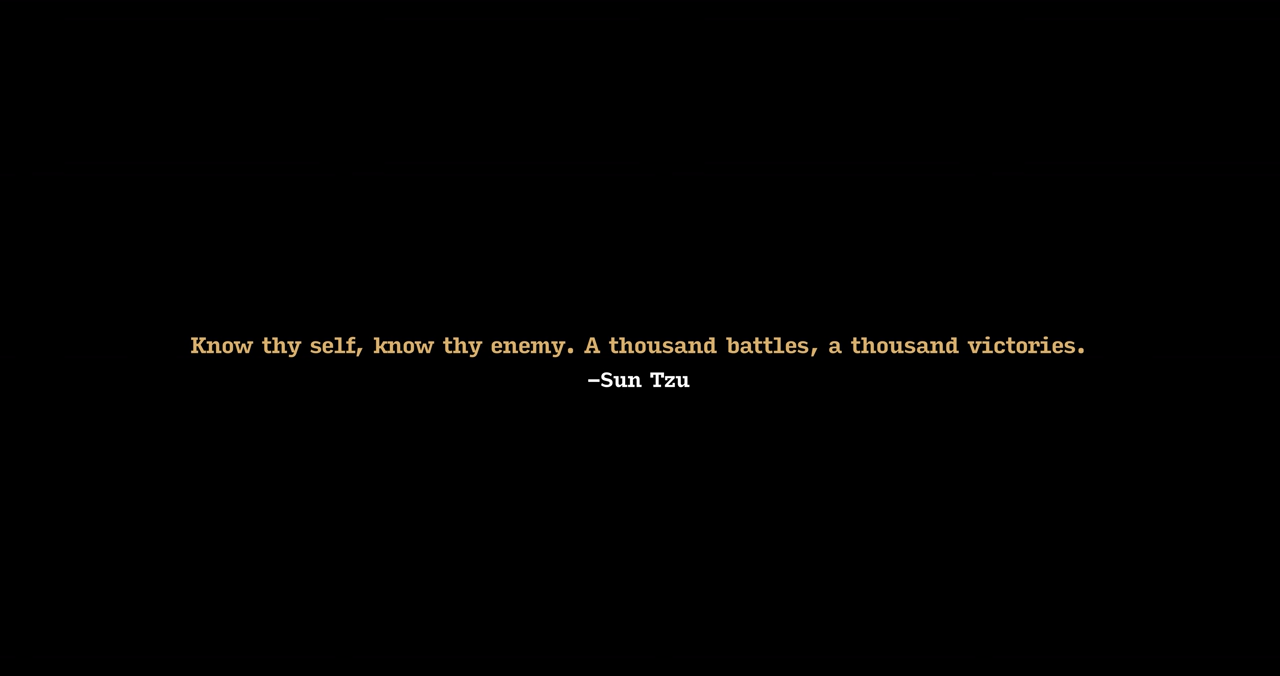 Know thy self, know thy enemy. A thousand battles, a thousand victories.
–Sun Tzu